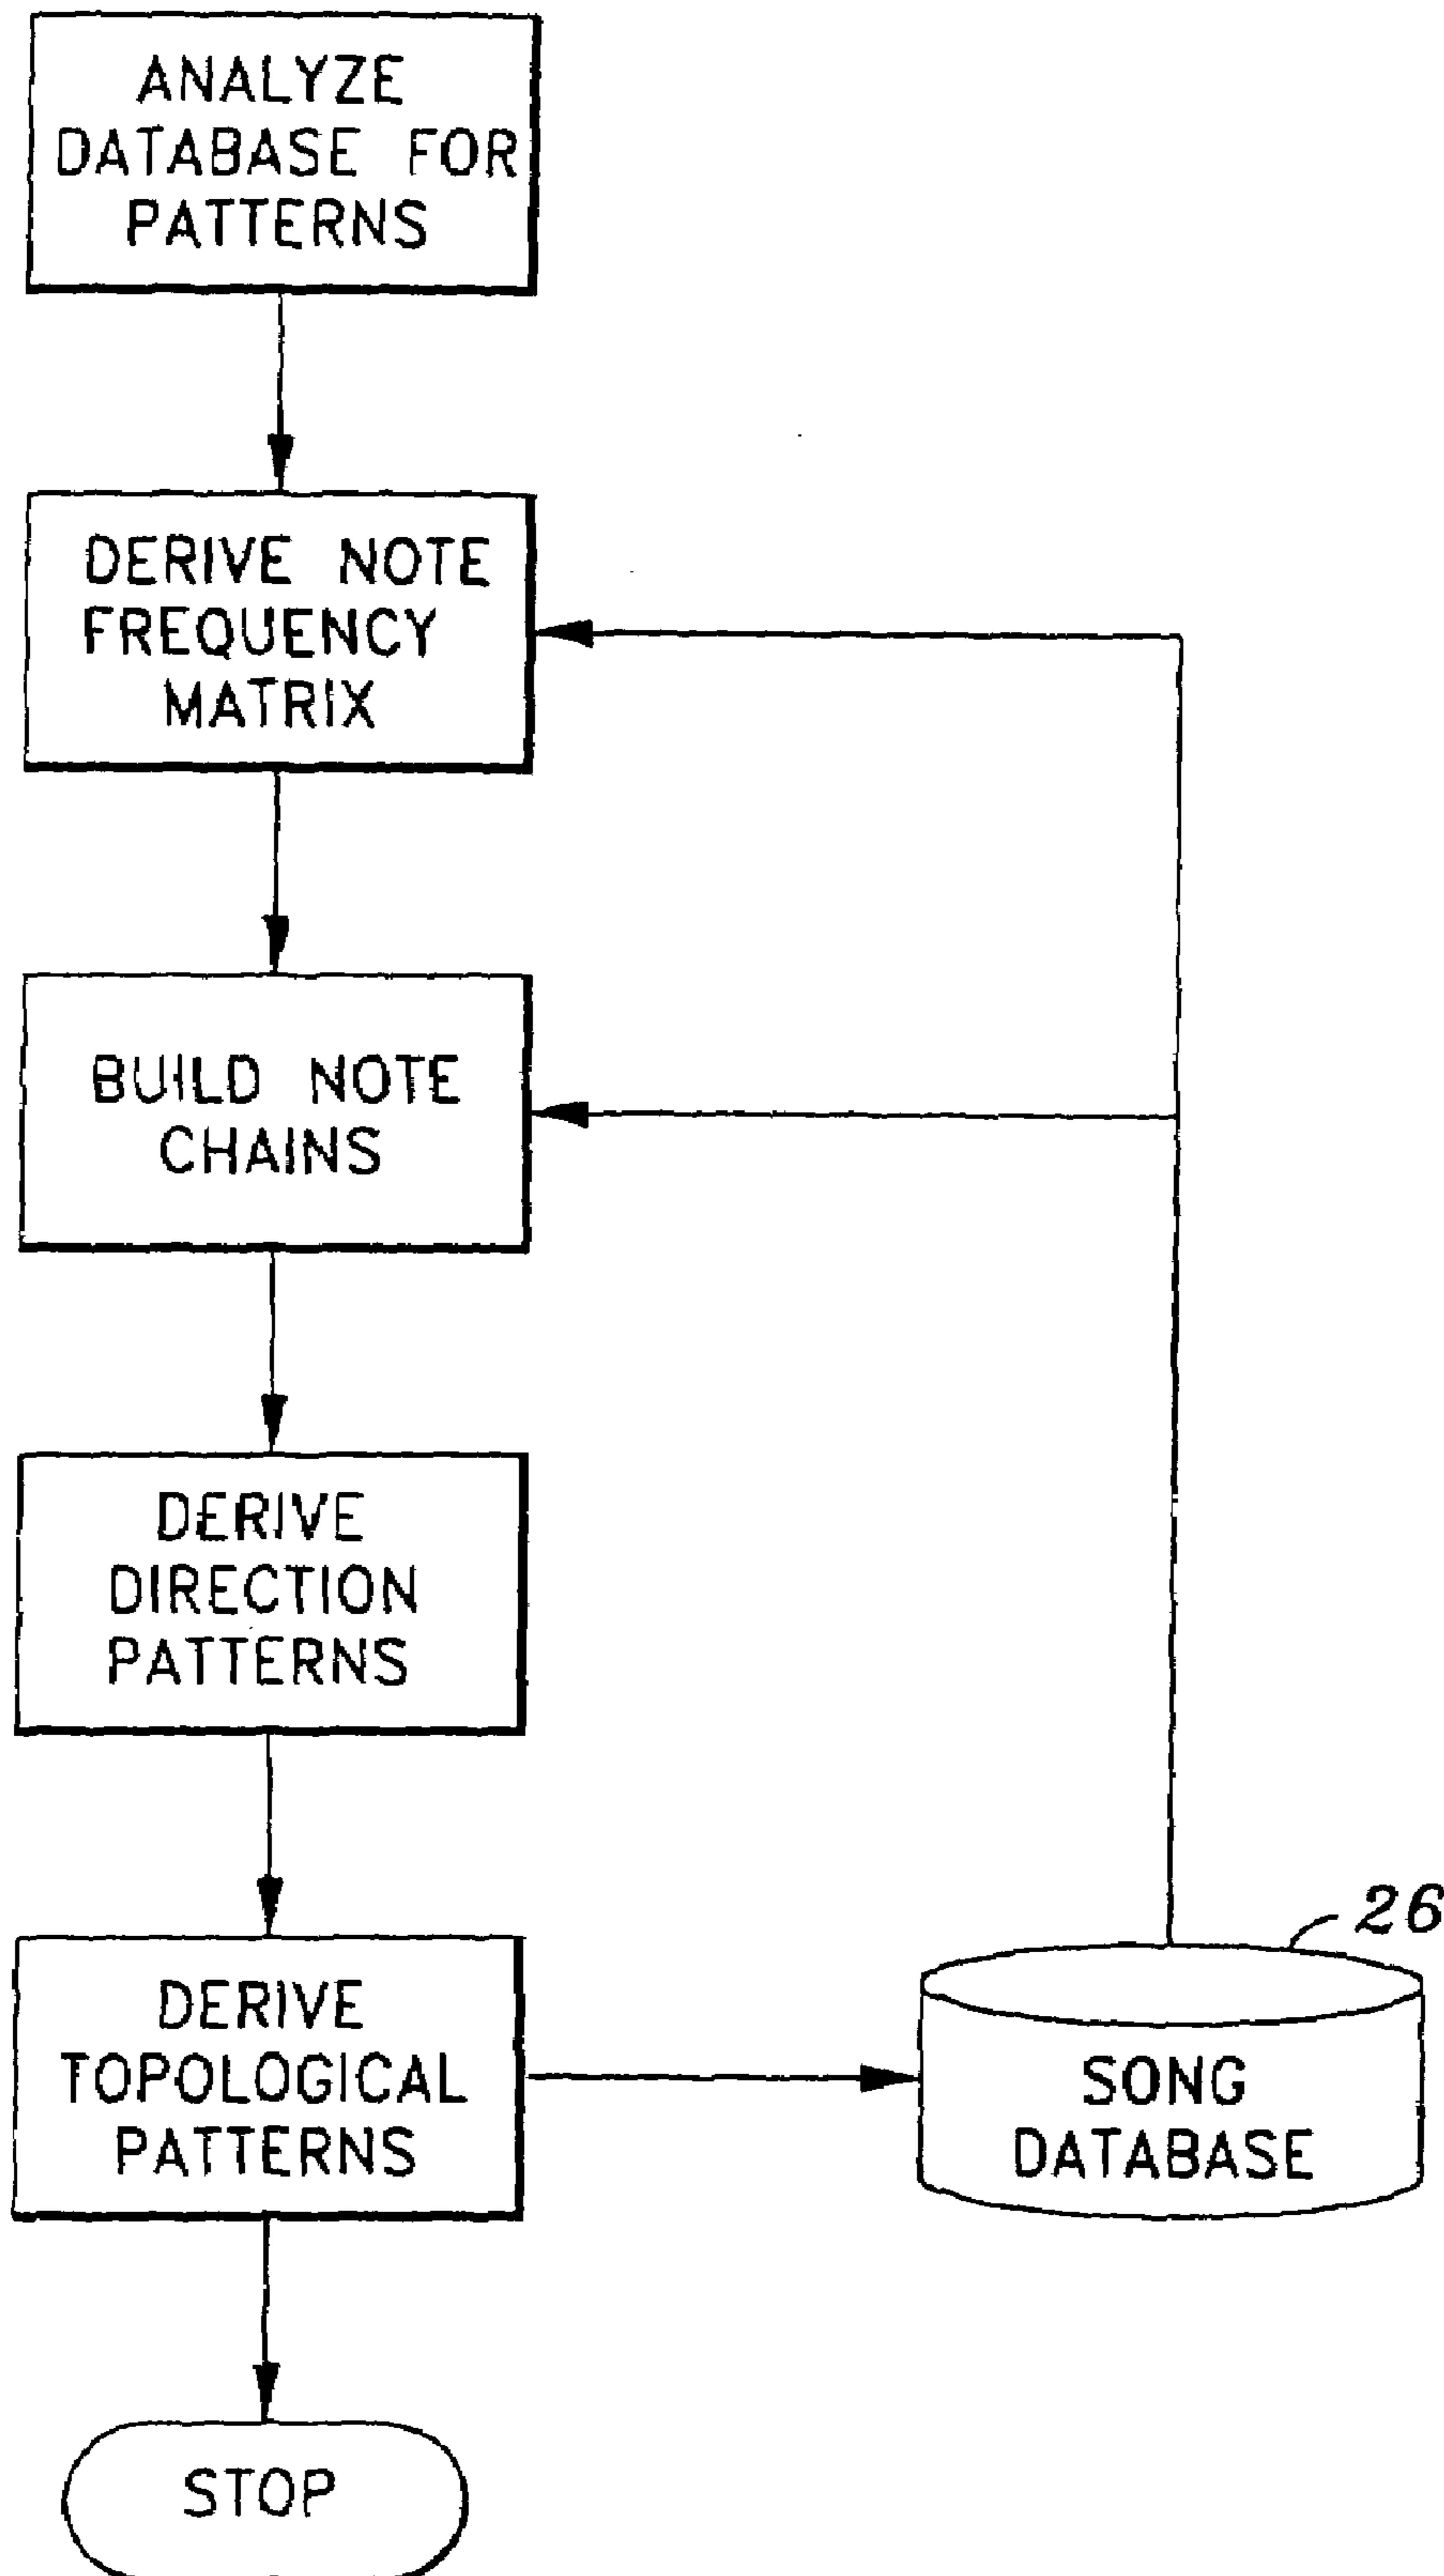 ANALYZE
DATABASE FOR
PATTERNS
DERIVE NOTE
FREQUENCY
MATRIX
BUILD NOTE
CHAINS
DERIVE
DIRECTION
PATTERNS
DERIVE
TOPOLOGICAL
PATTERNS
26
SONG
DATABASE
STOP